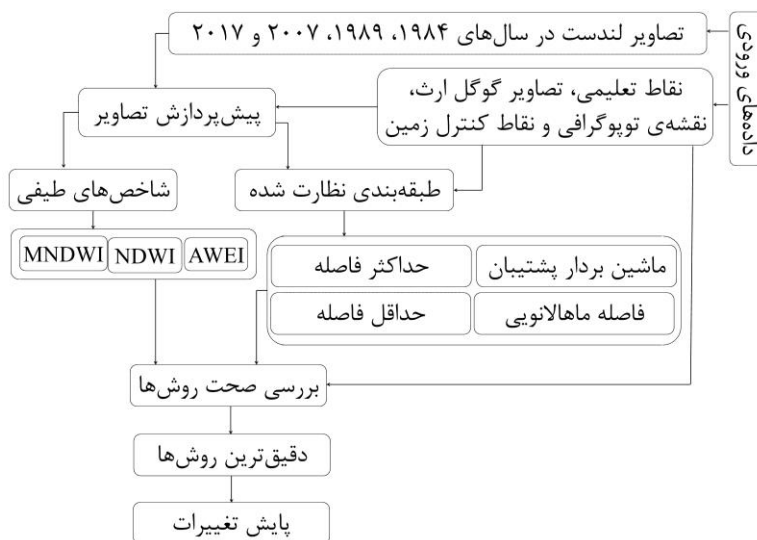 داده‌های ورودی
تصاویر لندست در سال‌های ۱۹۸۴، ۱۹۸۹، ۲۰۰۷ و ۲۰۱۷
نقاط تعلیمی، تصاویر گوگل ارث،
نقشه‌ی توپوگرافی و نقاط کنترل زمین
پیش‌پردازش تصاویر
طبقه‌بندی نظارت شده
شاخص‌های طیفی
MNDWI NDWI AWEI
ماشین بردار پشتیبان
حداکثر فاصله
فاصله ماهالانویی
حداقل فاصله
بررسی صحت روش‌ها
دقیق‌ترین روش‌ها
پایش تغییرات